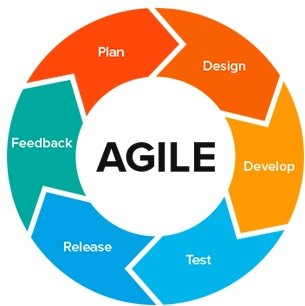 Plan
Design
Develop
Test
Release
Feedback
AGILE